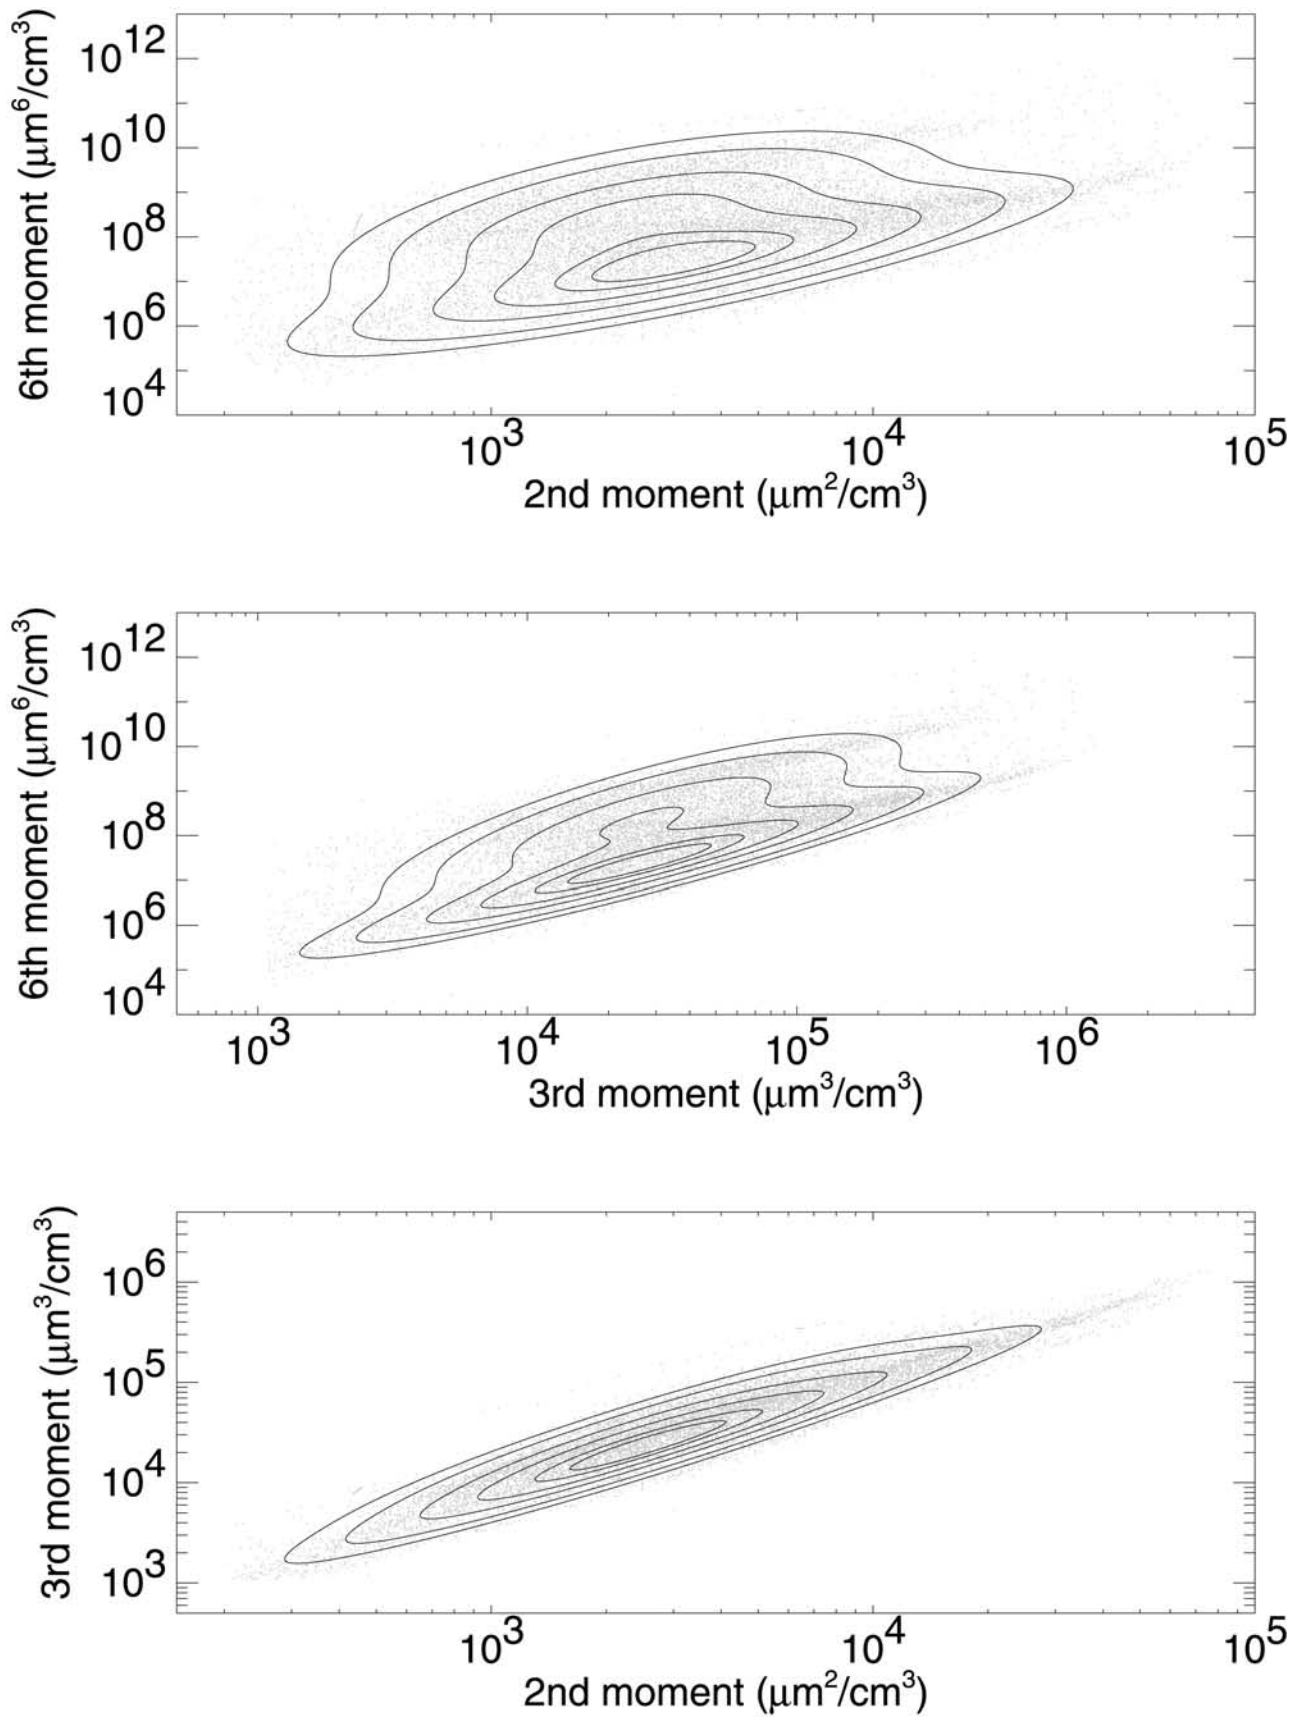 6th moment (μm⁶/cm³)
10¹²
10¹⁰
10⁸
10⁶
10⁴
10³ 10⁴ 10⁵
2nd moment (μm²/cm³)
6th moment (μm⁶/cm³)
10¹²
10¹⁰
10⁸
10⁶
10⁴
10³ 10⁴ 10⁵ 10⁶
3rd moment (μm³/cm³)
3rd moment (μm³/cm³)
10⁶
10⁵
10⁴
10³
10³ 10⁴ 10⁵
2nd moment (μm²/cm³)